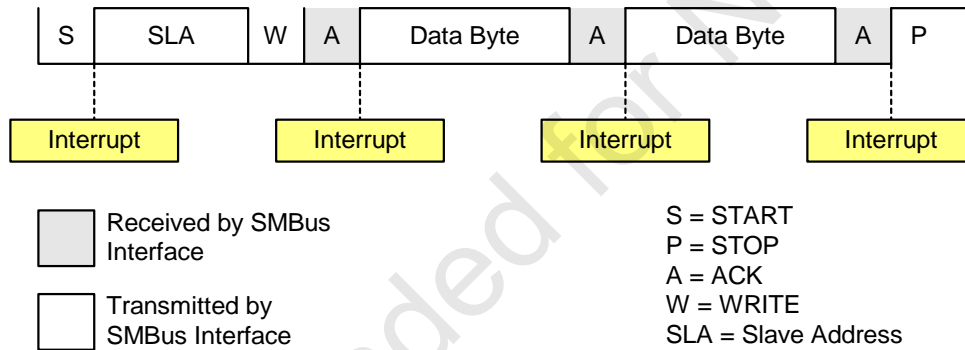 S SLA W A Data Byte A Data Byte A P
Interrupt Interrupt Interrupt Interrupt
Received by SMBus
Interface
Transmitted by
SMBus Interface
S = START
P = STOP
A = ACK
W = WRITE
SLA = Slave Address